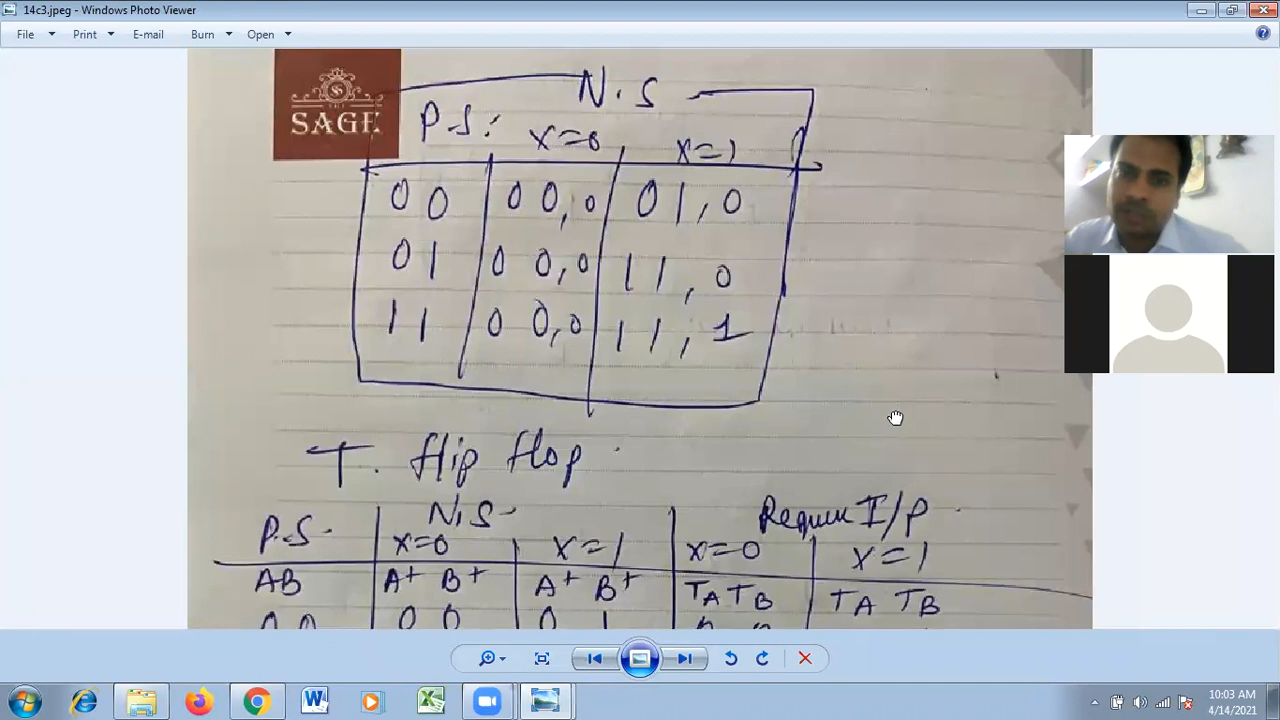 14c3.jpeg - Windows Photo Viewer
File Print E-mail Burn Open
SAGE
N.S
P.S: X=0 X=1
0 0 0 0,0 0 1,0
0 1 0 0,0 1 1,0
1 1 0 0,0 1 1,1
T. flip flop
P.S. N.S. Requir I/P
X=0 X=1 X=0 X=1
AB A+ B+ A+ B+ TA TB TA TB
0 0 0 0 0 1
10:03 AM
4/14/2021